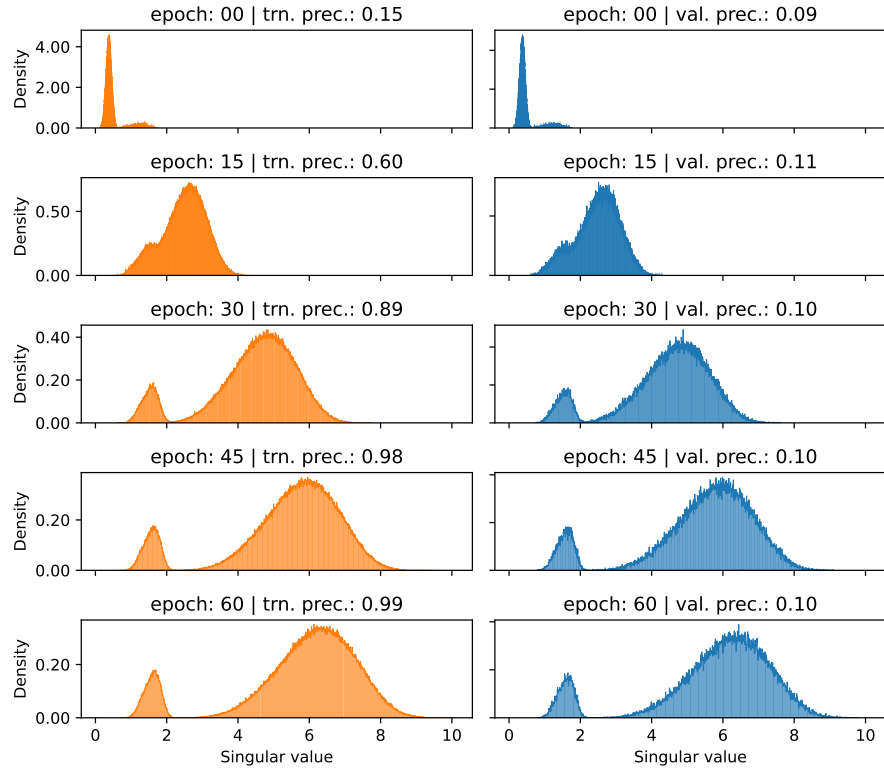 epoch: 00 | trn. prec.: 0.15
epoch: 00 | val. prec.: 0.09
Density
4.00
2.00
0.00
epoch: 15 | trn. prec.: 0.60
epoch: 15 | val. prec.: 0.11
Density
0.50
0.00
epoch: 30 | trn. prec.: 0.89
epoch: 30 | val. prec.: 0.10
Density
0.40
0.20
0.00
epoch: 45 | trn. prec.: 0.98
epoch: 45 | val. prec.: 0.10
Density
0.20
0.00
epoch: 60 | trn. prec.: 0.99
epoch: 60 | val. prec.: 0.10
Density
0.20
0.00
0 2 4 6 8 10
0 2 4 6 8 10
Singular value
Singular value